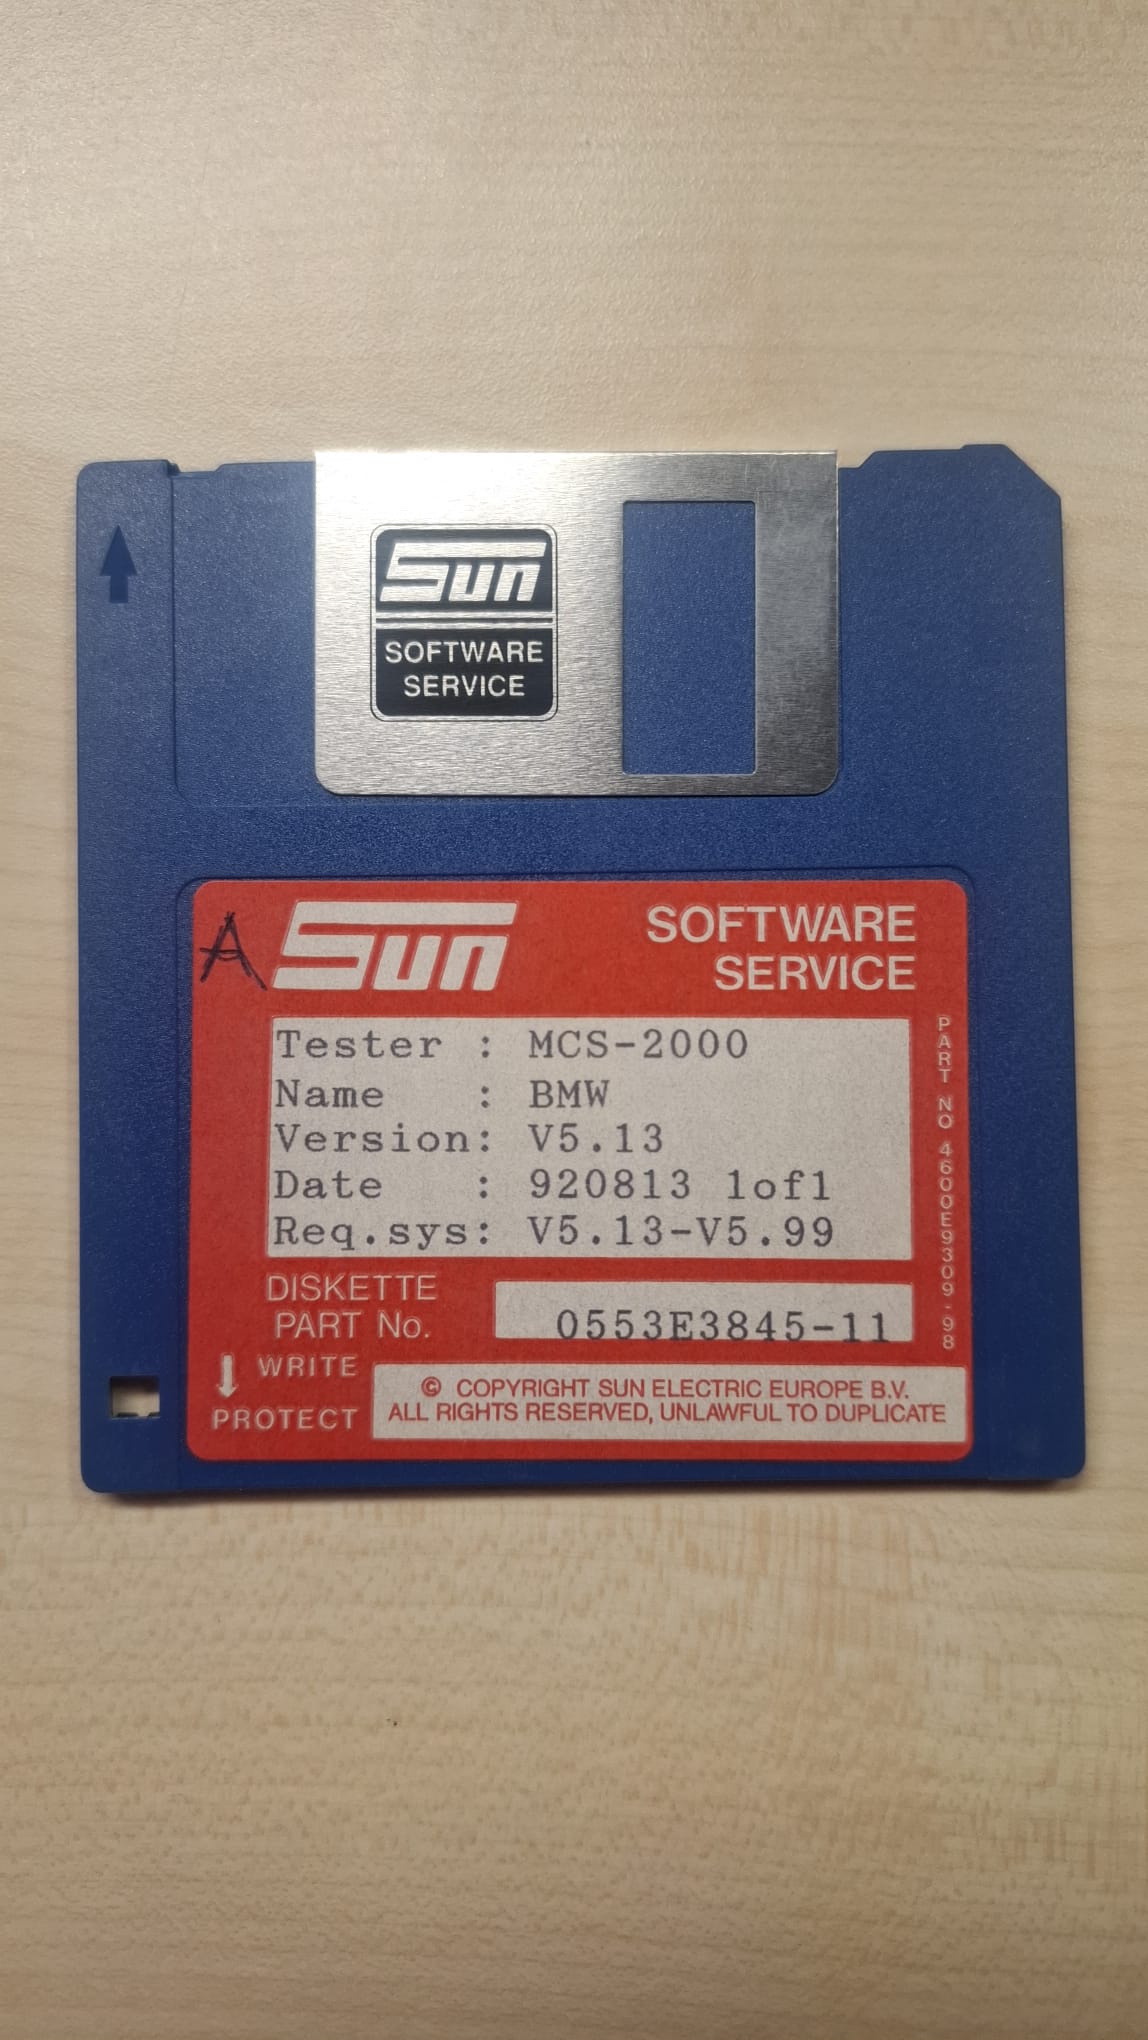 Sun
SOFTWARE
SERVICE
A Sun SOFTWARE
SERVICE
Tester : MCS-2000
Name : BMW
Version: V5.13
Date : 920813 1of1
Req.sys: V5.13-V5.99
PART NO 4600E9309-98
DISKETTE
PART No. 0553E3845-11
WRITE
PROTECT
© COPYRIGHT SUN ELECTRIC EUROPE B.V.
ALL RIGHTS RESERVED, UNLAWFUL TO DUPLICATE